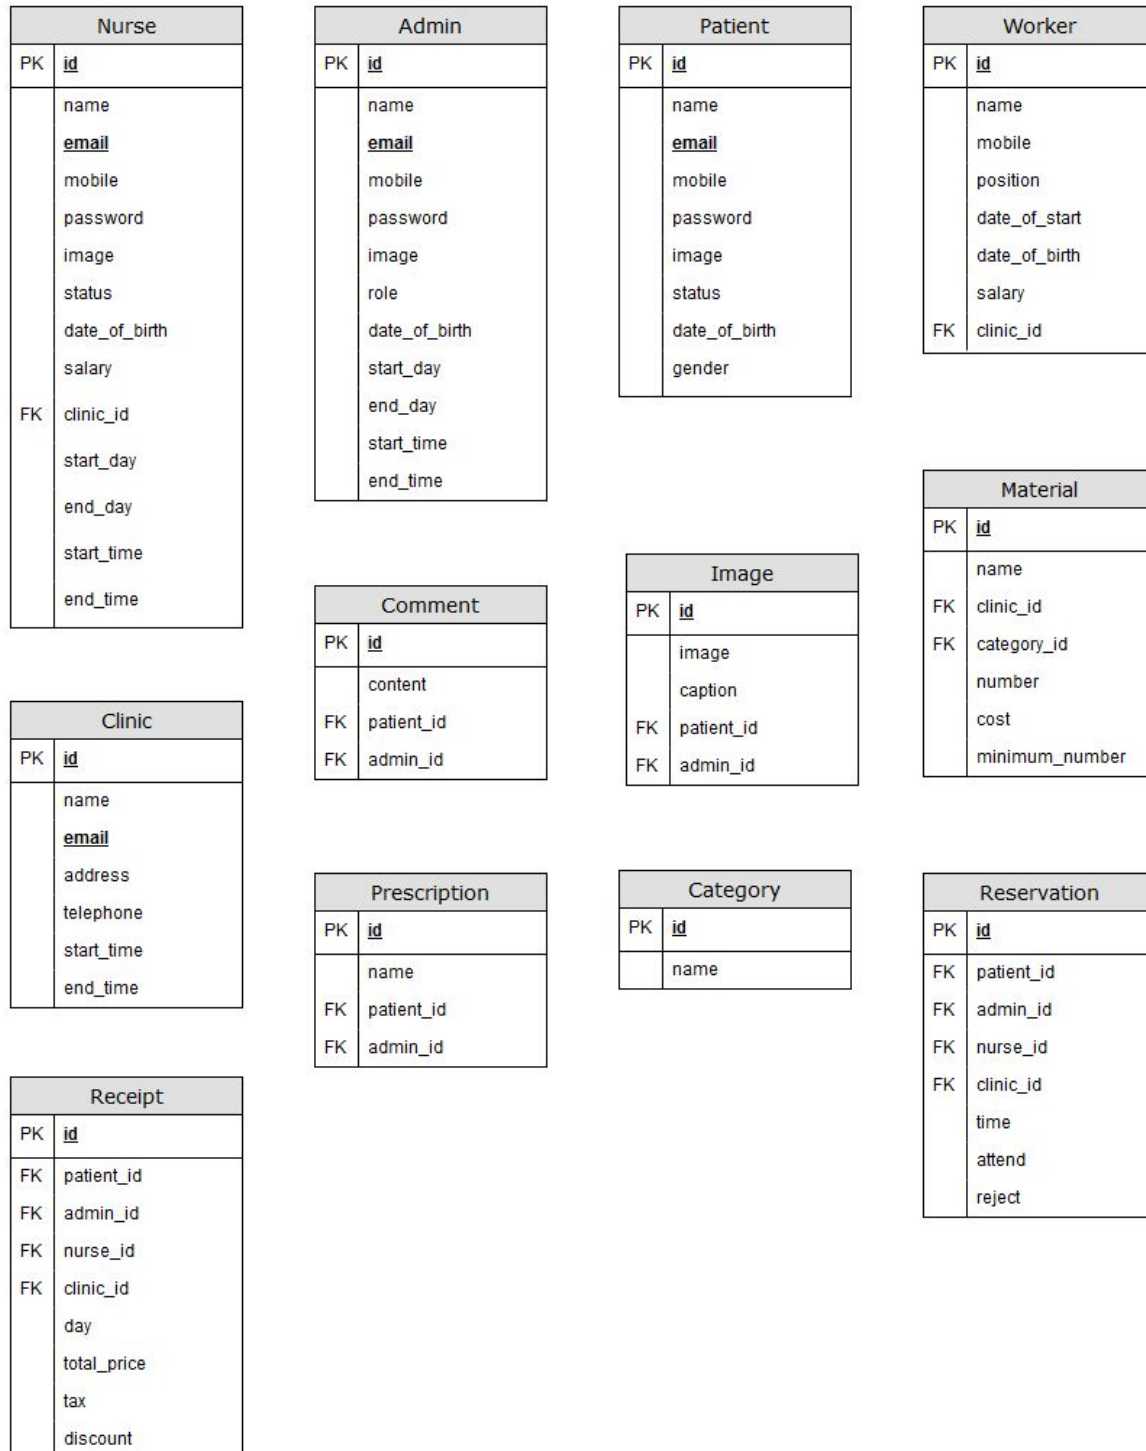 Nurse
PK id
name
email
mobile
password
image
status
date_of_birth
salary
FK clinic_id
start_day
end_day
start_time
end_time
Admin
PK id
name
email
mobile
password
image
role
date_of_birth
start_day
end_day
start_time
end_time
Patient
PK id
name
email
mobile
password
image
status
date_of_birth
gender
Worker
PK id
name
mobile
position
date_of_start
date_of_birth
salary
FK clinic_id
Comment
PK id
content
FK patient_id
FK admin_id
Image
PK id
image
caption
FK patient_id
FK admin_id
Material
PK id
name
FK clinic_id
FK category_id
number
cost
minimum_number
Clinic
PK id
name
email
address
telephone
start_time
end_time
Prescription
PK id
name
FK patient_id
FK admin_id
Category
PK id
name
Reservation
PK id
FK patient_id
FK admin_id
FK nurse_id
FK clinic_id
time
attend
reject
Receipt
PK id
FK patient_id
FK admin_id
FK nurse_id
FK clinic_id
day
total_price
tax
discount